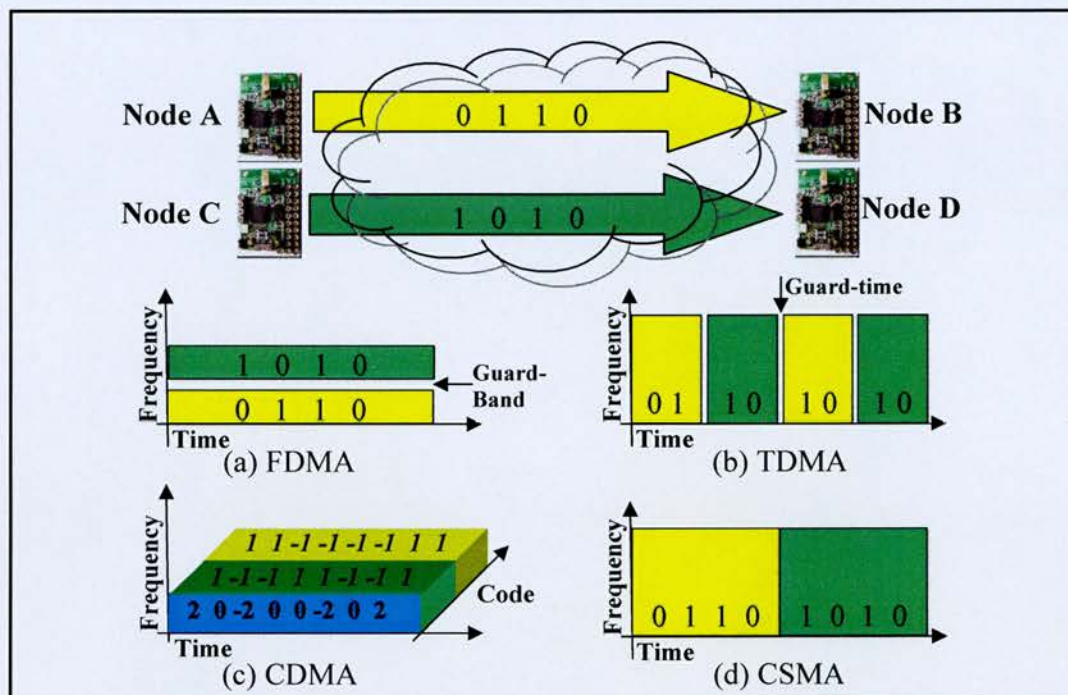 Node A
0 1 1 0
Node B
Node C
1 0 1 0
Node D
Frequency
1 0 1 0
0 1 1 0
Guard-
Band
Time
(a) FDMA
Guard-time
Frequency
0 1
1 0
1 0
1 0
Time
(b) TDMA
Frequency
1 1 -1 -1 -1 -1 1 1
1 -1 -1 1 1 -1 -1 1
2 0 -2 0 0 -2 0 2
Code
Time
(c) CDMA
Frequency
0 1 1 0
1 0 1 0
Time
(d) CSMA